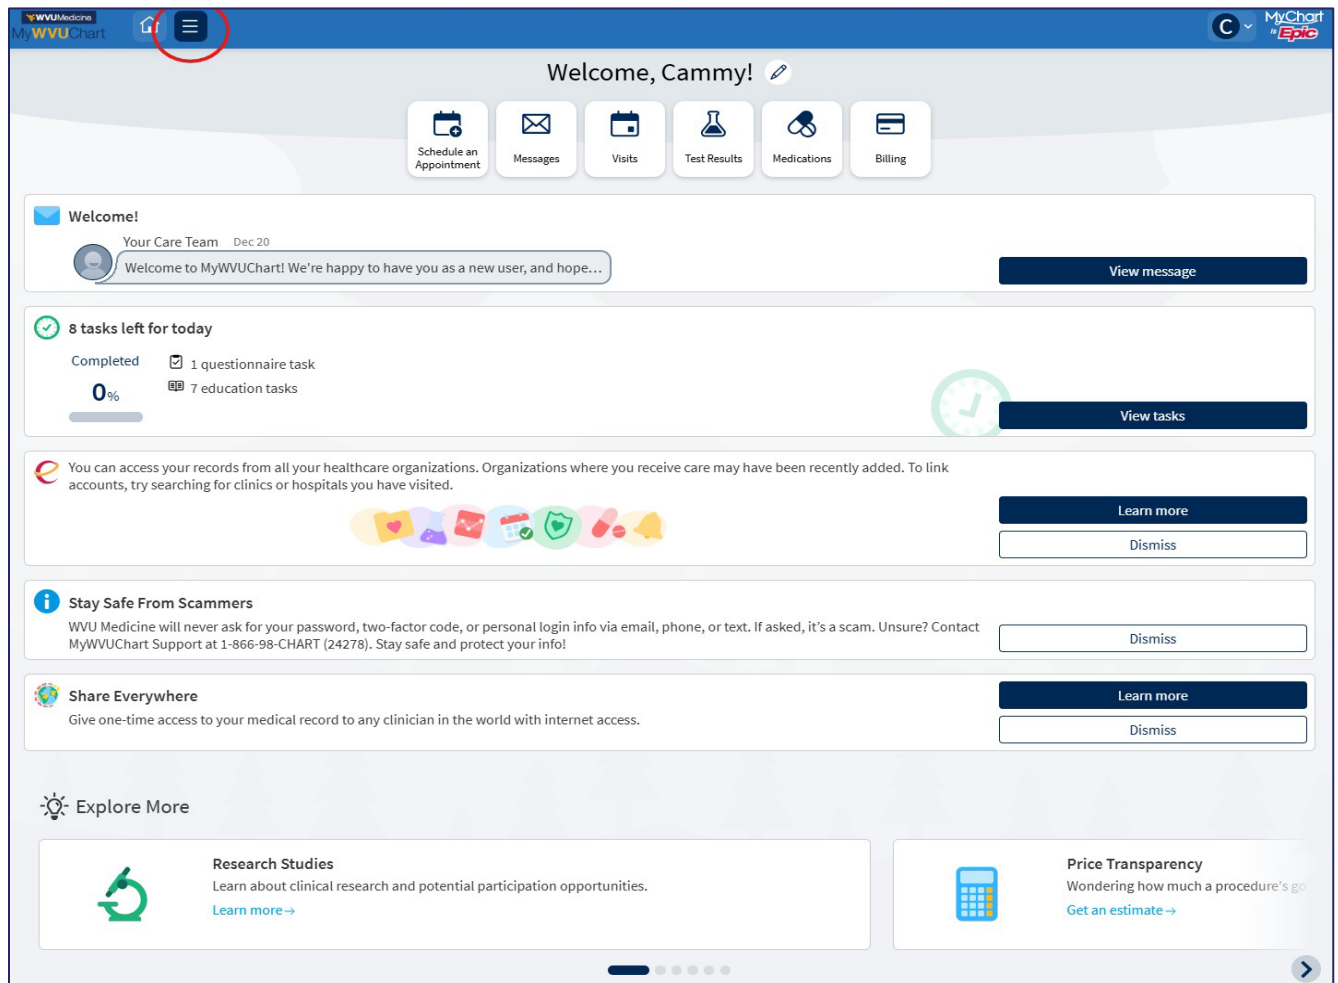 WVUMedicine
MyWVUChart
C
MyChart
Epic
Welcome, Cammy!
Schedule an
Appointment
Messages
Visits
Test Results
Medications
Billing
Welcome!
Your Care Team Dec 20
Welcome to MyWVUChart! We're happy to have you as a new user, and hope...
View message
8 tasks left for today
Completed
0%
1 questionnaire task
7 education tasks
View tasks
You can access your records from all your healthcare organizations. Organizations where you receive care may have been recently added. To link
accounts, try searching for clinics or hospitals you have visited.
Learn more
Dismiss
Stay Safe From Scammers
WVU Medicine will never ask for your password, two-factor code, or personal login info via email, phone, or text. If asked, it's a scam. Unsure? Contact
MyWVUChart Support at 1-866-98-CHART (24278). Stay safe and protect your info!
Dismiss
Share Everywhere
Give one-time access to your medical record to any clinician in the world with internet access.
Learn more
Dismiss
Explore More
Research Studies
Learn about clinical research and potential participation opportunities.
Learn more→
Price Transparency
Wondering how much a procedure's go
Get an estimate→